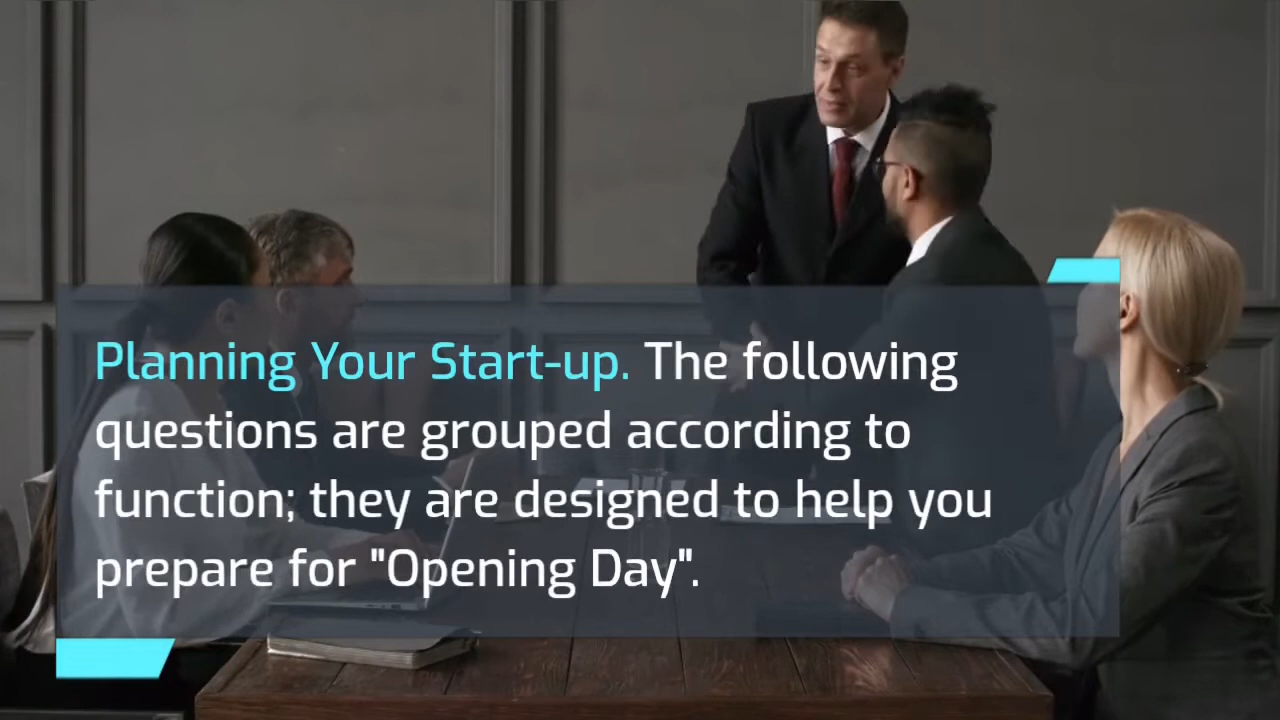 Planning Your Start-up. The following
questions are grouped according to
function; they are designed to help you
prepare for "Opening Day".